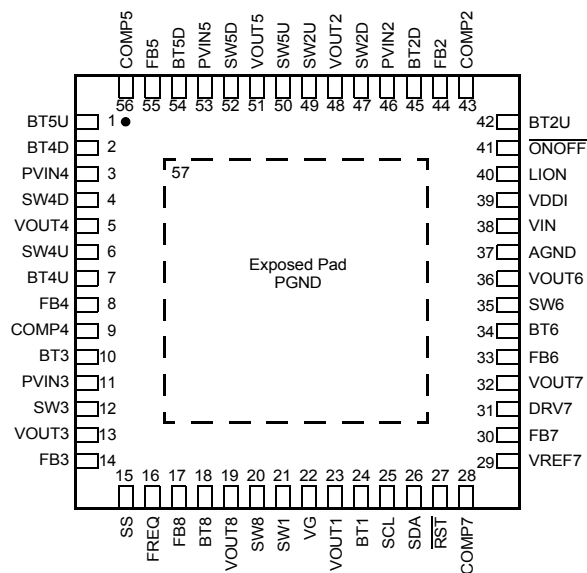 COMP5 FB5 BT5D PVIN5 SW5D VOUT5 SW5U SW2U VOUT2 SW2D PVIN2 BT2D FB2 COMP2
56 55 54 53 52 51 50 49 48 47 46 45 44 43
BT5U 1
BT4D 2
PVIN4 3
SW4D 4
VOUT4 5
SW4U 6
BT4U 7
FB4 8
COMP4 9
BT3 10
PVIN3 11
SW3 12
VOUT3 13
FB3 14
57
Exposed Pad
PGND
42 BT2U
41 ONOFF
40 LION
39 VDDI
38 VIN
37 AGND
36 VOUT6
35 SW6
34 BT6
33 FB6
32 VOUT7
31 DRV7
30 FB7
29 VREF7
15 16 17 18 19 20 21 22 23 24 25 26 27 28
SS FREQ FB8 BT8 VOUT8 SW8 SW1 VG VOUT1 BT1 SCL SDA RST COMP7